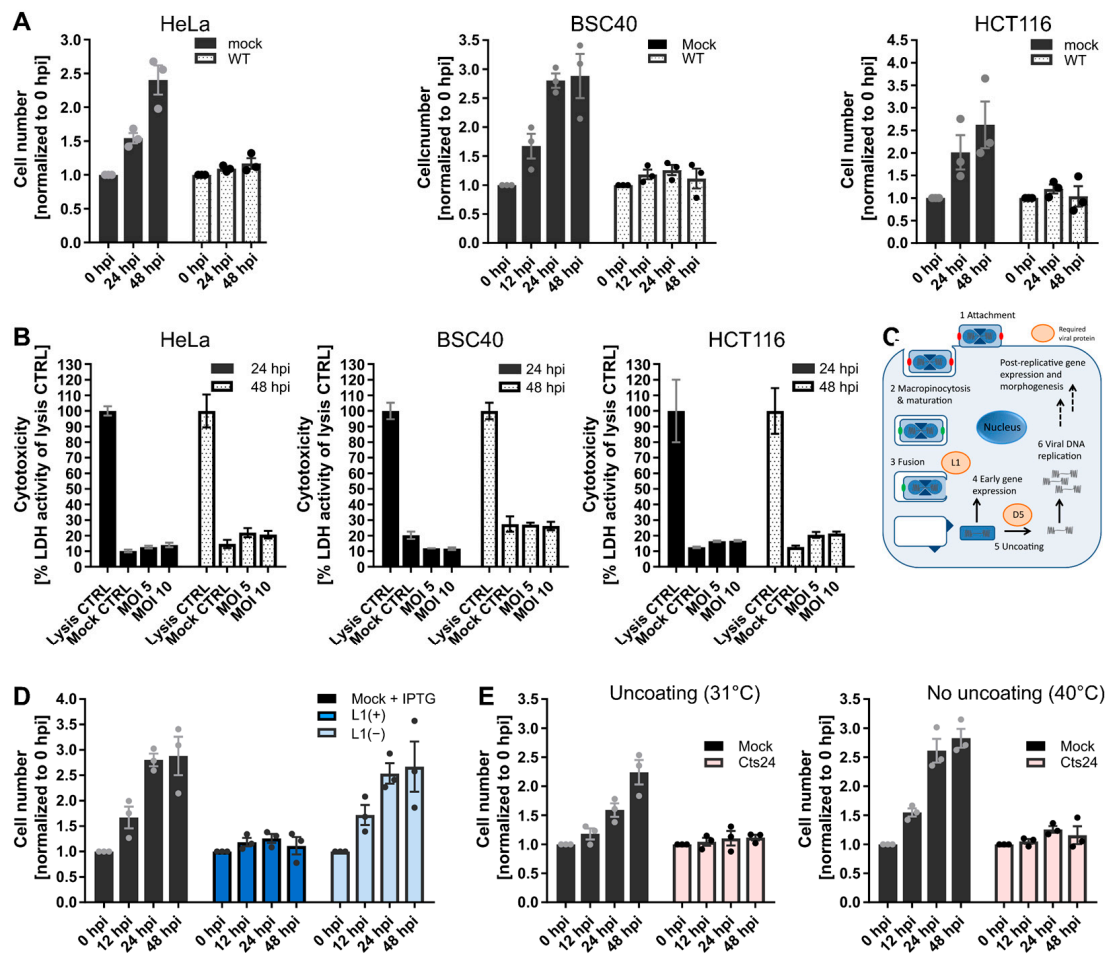 A
HeLa
Cell number
[normalized to 0 hpi]
3.0
2.5
2.0
1.5
1.0
0.5
0.0
mock
WT
0 hpi
24 hpi
48 hpi
0 hpi
24 hpi
48 hpi
BSC40
Cellcnumber
[normalized to 0 hpi]
3.5
3.0
2.5
2.0
1.5
1.0
0.5
0.0
Mock
WT
0 hpi
12 hpi
24 hpi
48 hpi
0 hpi
12 hpi
24 hpi
48 hpi
HCT116
Cell number
[normalized to 0 hpi]
4.5
4.0
3.5
3.0
2.5
2.0
1.5
1.0
0.5
0.0
mock
WT
0 hpi
24 hpi
48 hpi
0 hpi
24 hpi
48 hpi
B
HeLa
Cytotoxicity
[% LDH activity of lysis CTRL]
130
120
110
100
90
80
70
60
50
40
30
20
10
0
24 hpi
48 hpi
Lysis CTRL
Mock CTRL
MOI 5
MOI 10
Lysis CTRL
Mock CTRL
MOI 5
MOI 10
BSC40
Cytotoxicity
[% LDH activity of lysis CTRL]
130
120
110
100
90
80
70
60
50
40
30
20
10
0
24 hpi
48 hpi
Lysis CTRL
Mock CTRL
MOI 5
MOI 10
Lysis CTRL
Mock CTRL
MOI 5
MOI 10
HCT116
Cytotoxicity
[% LDH activity of lysis CTRL]
130
120
110
100
90
80
70
60
50
40
30
20
10
0
24 hpi
48 hpi
Lysis CTRL
Mock CTRL
MOI 5
MOI 10
Lysis CTRL
Mock CTRL
MOI 5
MOI 10
C
1 Attachment
Required
viral protein
Post-replicative gene
expression and
morphogenesis
2 Macropinocytosis
& maturation
Nucleus
6 Viral DNA
replication
3 Fusion
L1
4 Early gene
expression
D5
5 Uncoating
D
Cell number
[normalized to 0 hpi]
4.0
3.5
3.0
2.5
2.0
1.5
1.0
0.5
0.0
Mock + IPTG
L1(+)
L1(−)
0 hpi
12 hpi
24 hpi
48 hpi
0 hpi
12 hpi
24 hpi
48 hpi
0 hpi
12 hpi
24 hpi
48 hpi
E
Uncoating (31°C)
Cell number
[normalized to 0 hpi]
3.5
3.0
2.5
2.0
1.5
1.0
0.5
0.0
Mock
Cts24
0 hpi
12 hpi
24 hpi
48 hpi
0 hpi
12 hpi
24 hpi
48 hpi
No uncoating (40°C)
Cell number
[normalized to 0 hpi]
3.5
3.0
2.5
2.0
1.5
1.0
0.5
0.0
Mock
Cts24
0 hpi
12 hpi
24 hpi
48 hpi
0 hpi
12 hpi
24 hpi
48 hpi